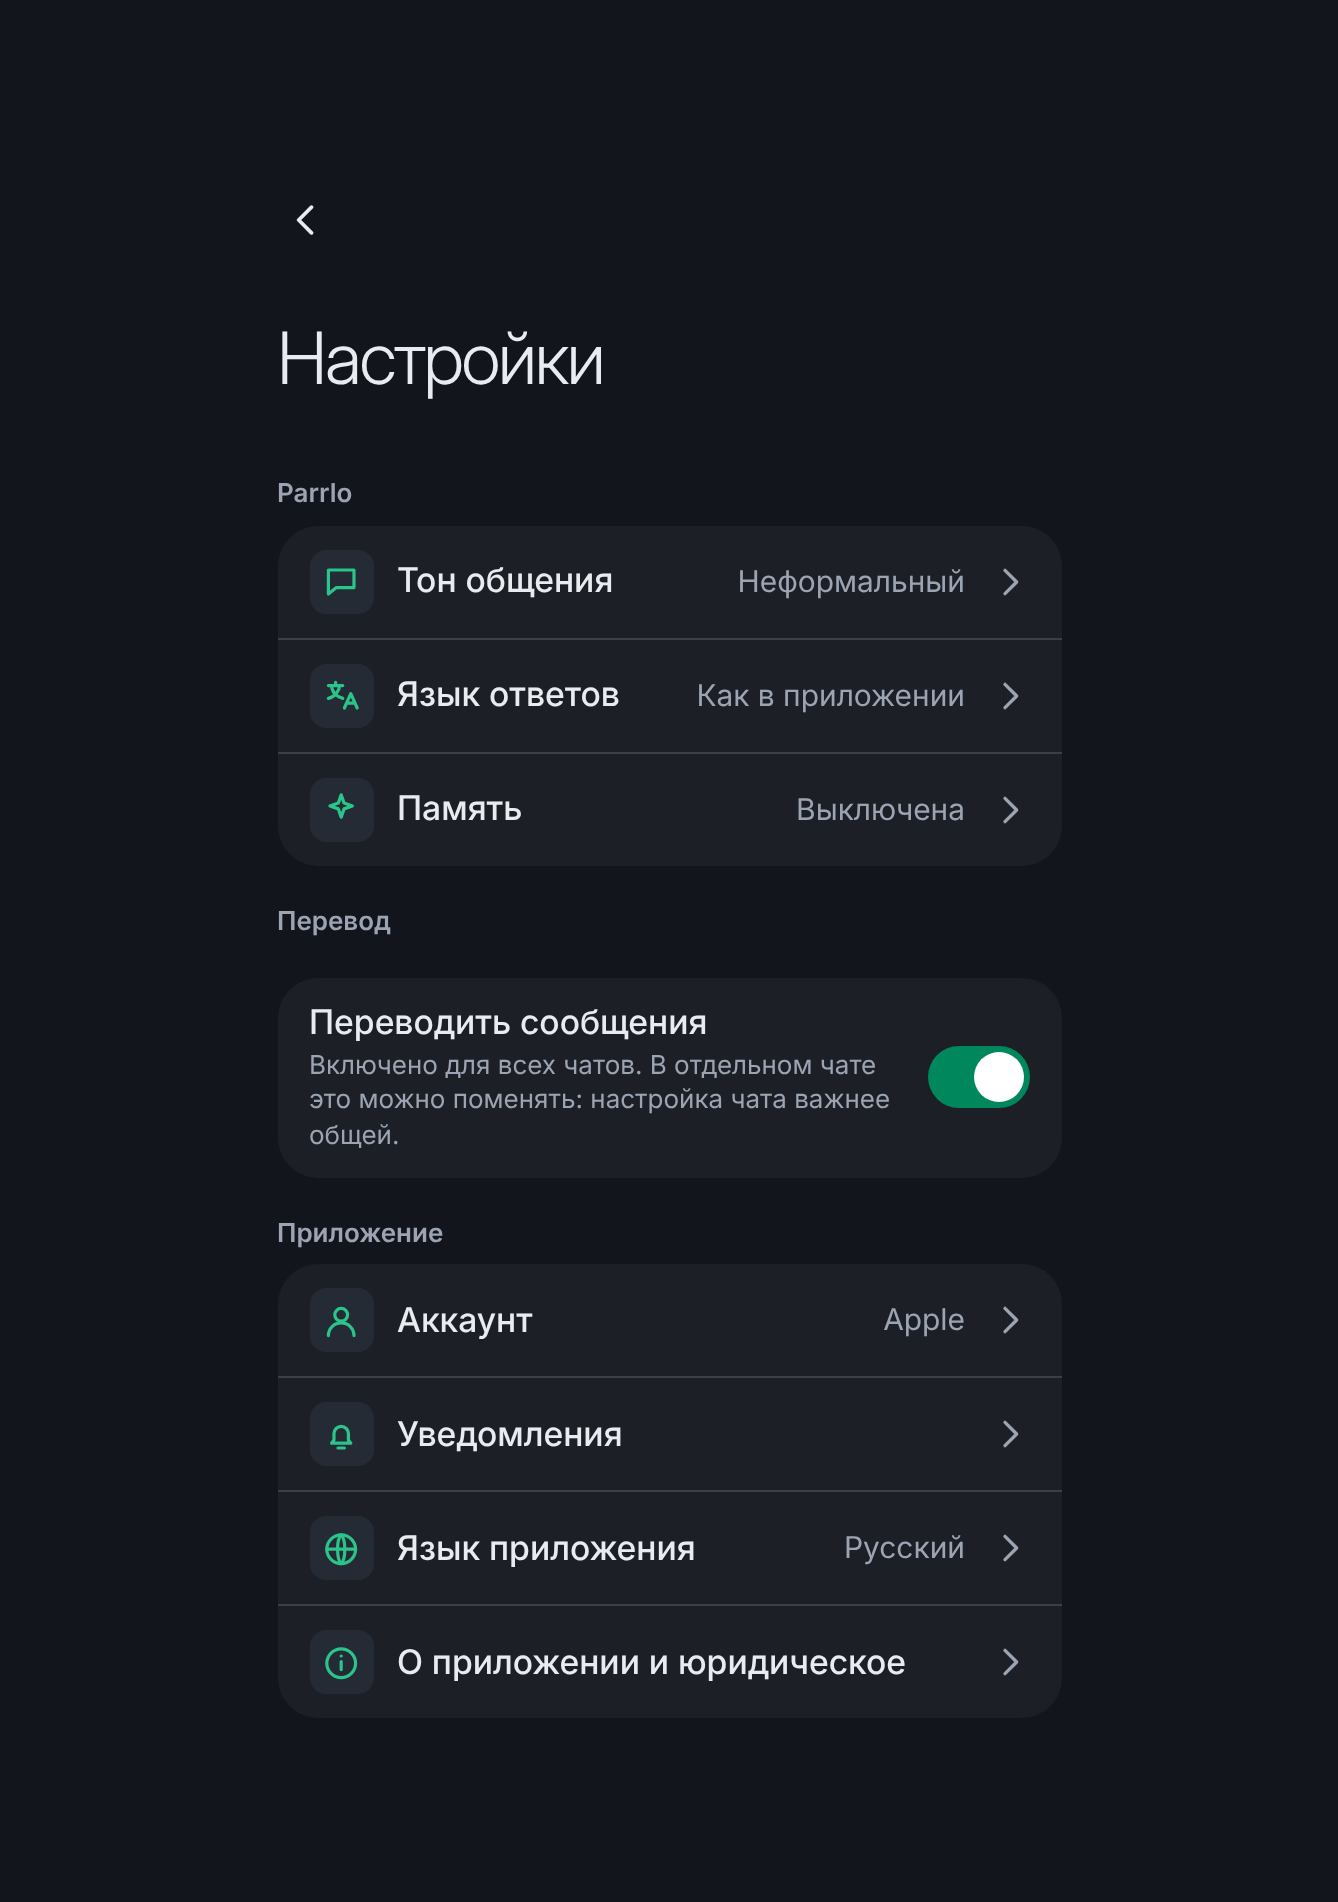 Настройки
Parrlo
Тон общения Неформальный
Язык ответов Как в приложении
Память Выключена
Перевод
Переводить сообщения
Включено для всех чатов. В отдельном чате
это можно поменять: настройка чата важнее
общей.
Приложение
Аккаунт Apple
Уведомления
Язык приложения Русский
О приложении и юридическое